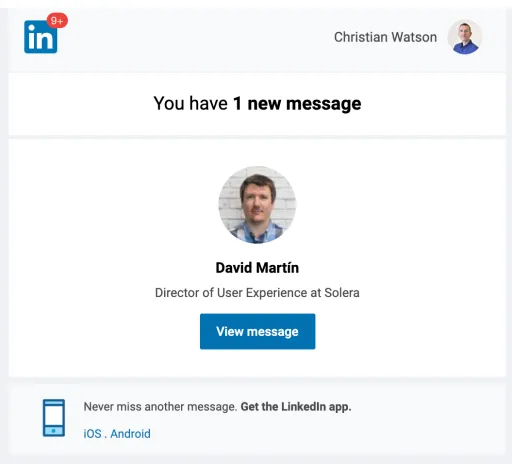 in
9+
Christian Watson
You have 1 new message
David Martín
Director of User Experience at Solera
View message
Never miss another message. Get the LinkedIn app.
iOS . Android